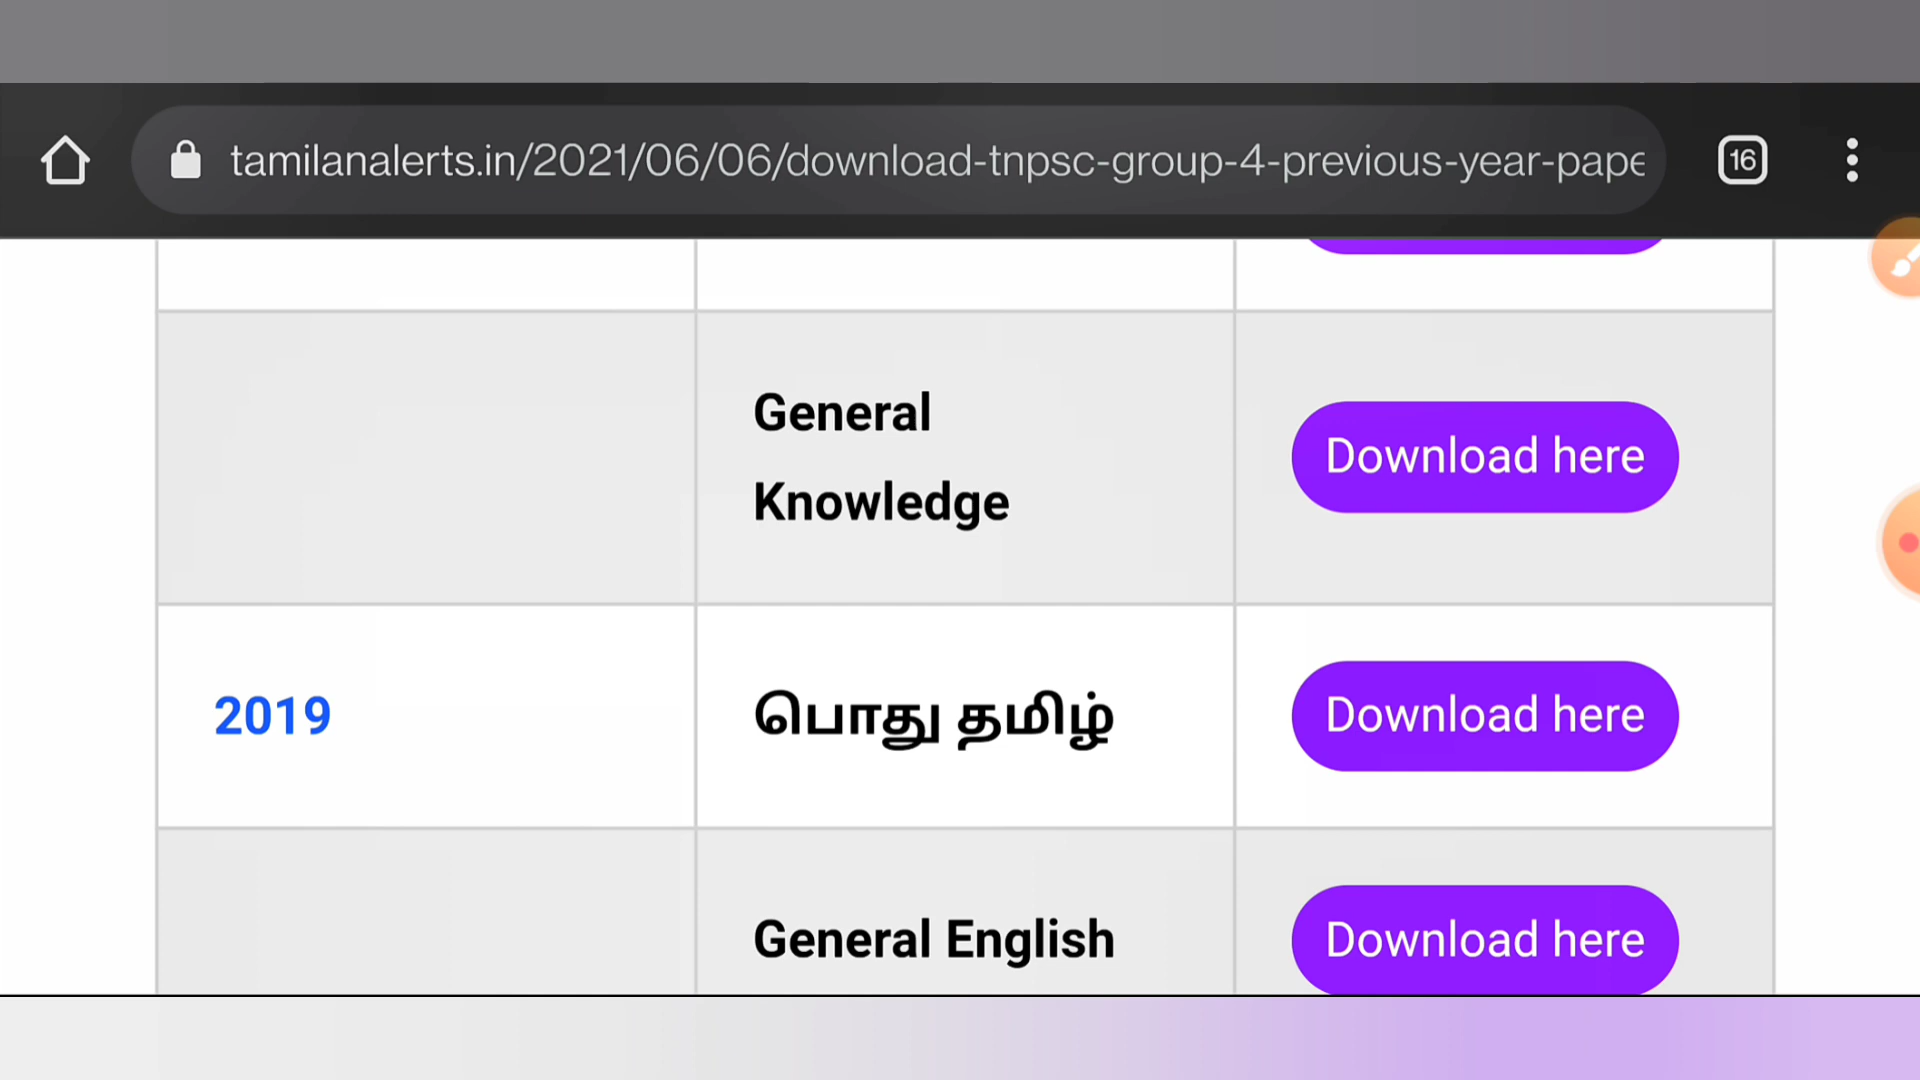 tamilanalerts.in/2021/06/06/download-tnpsc-group-4-previous-year-pape
16
General
Knowledge
Download here
2019
பொது தமிழ்
Download here
General English
Download here